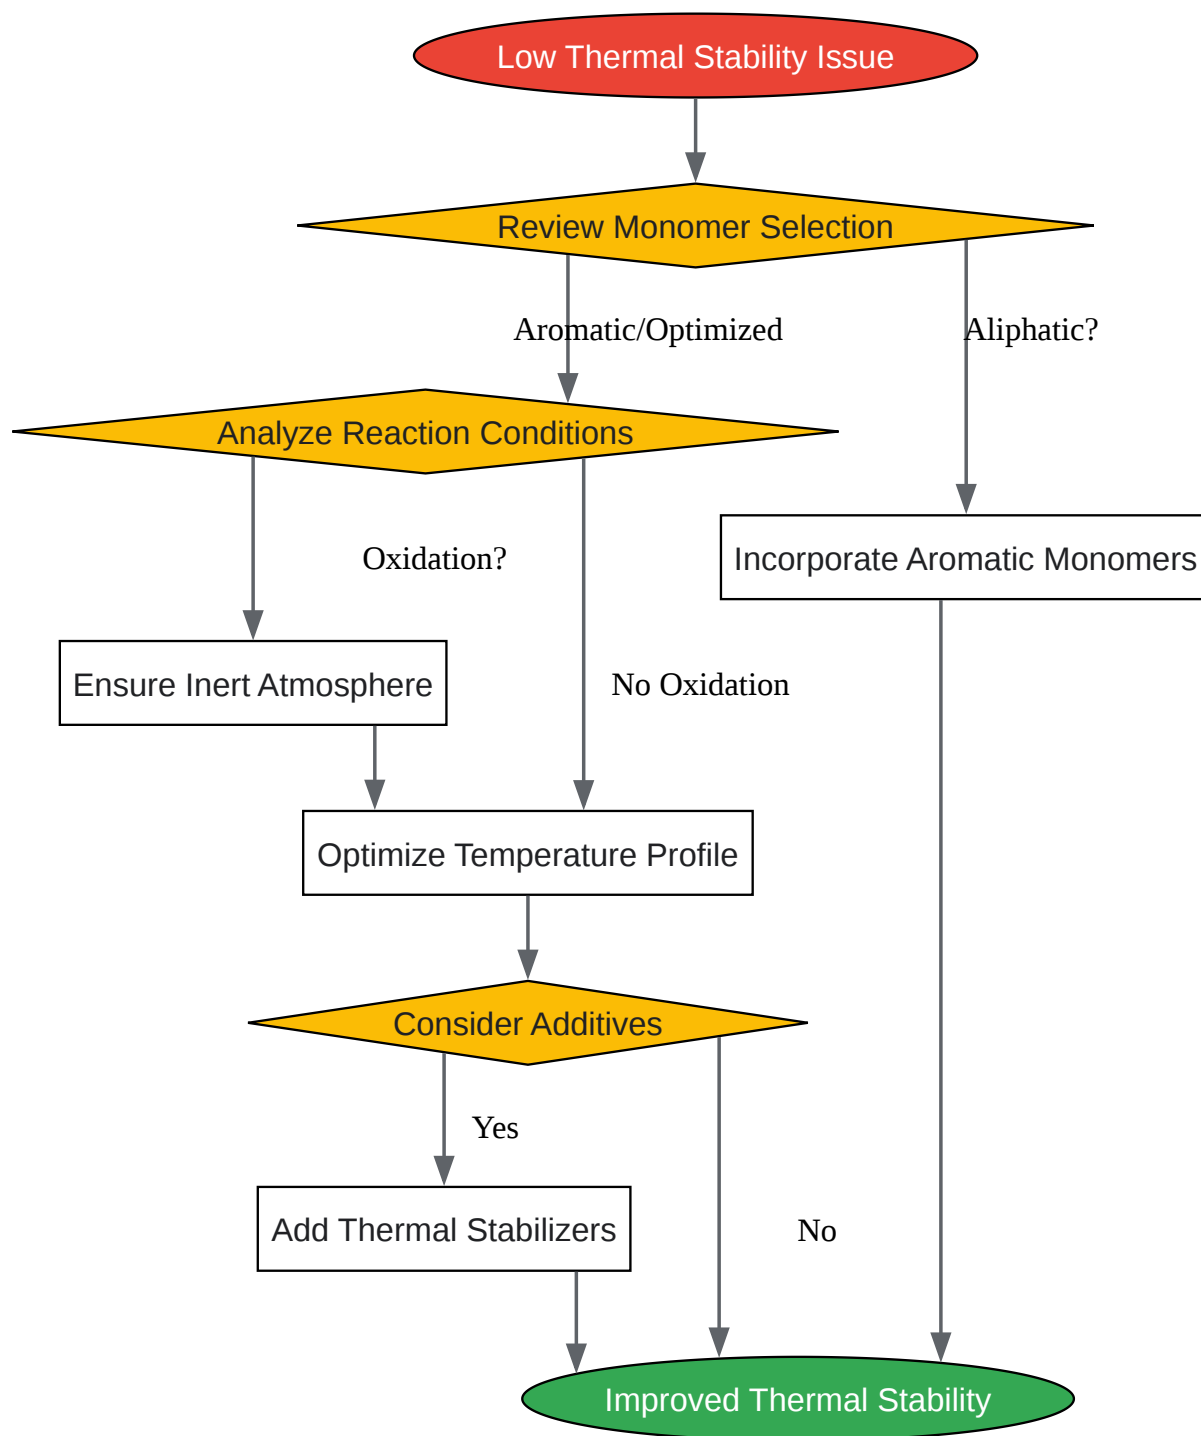 Low Thermal Stability Issue
Review Monomer Selection
Aromatic/Optimized
Aliphatic?
Analyze Reaction Conditions
Oxidation?
Incorporate Aromatic Monomers
Ensure Inert Atmosphere
No Oxidation
Optimize Temperature Profile
Consider Additives
Yes
Add Thermal Stabilizers
No
Improved Thermal Stability